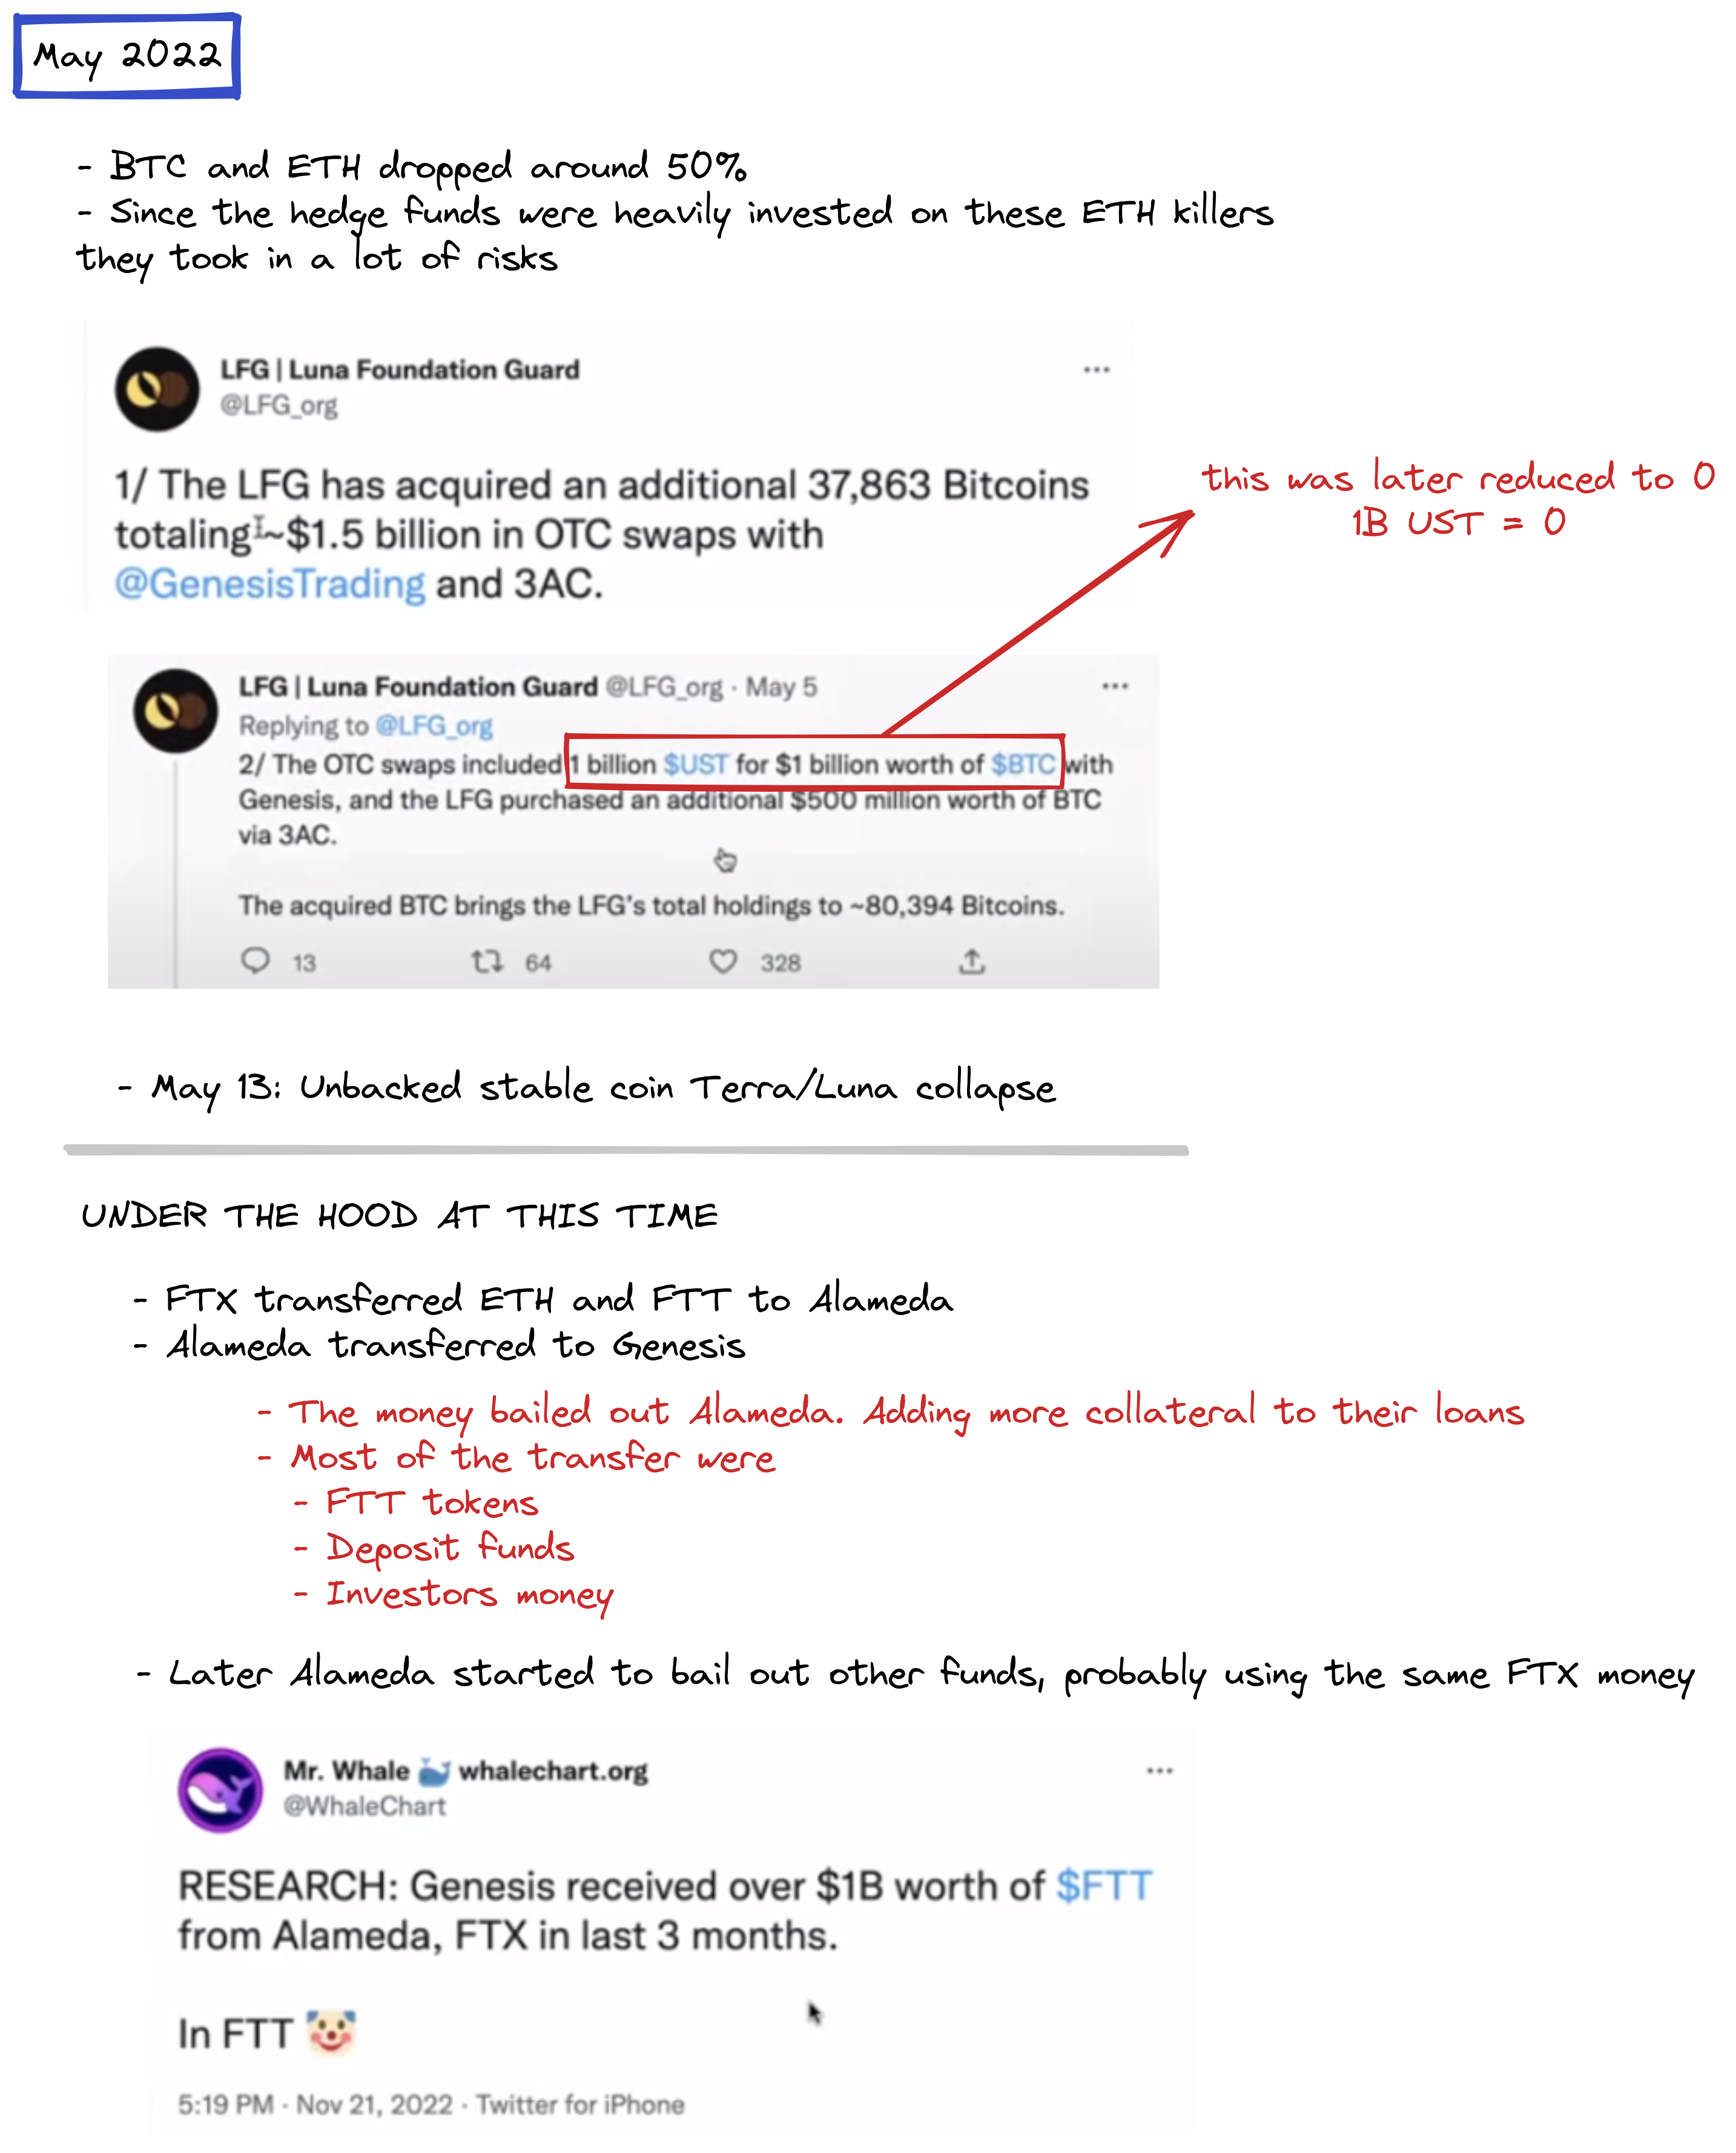 May 2022
- BTC and ETH dropped around 50%
- Since the hedge funds were heavily invested on these ETH killers
they took in a lot of risks
LFG | Luna Foundation Guard
@LFG_org
1/ The LFG has acquired an additional 37,863 Bitcoins
totaling ~$1.5 billion in OTC swaps with
@GenesisTrading and 3AC.
this was later reduced to 0
1B UST = 0
LFG | Luna Foundation Guard @LFG_org · May 5
Replying to @LFG_org
2/ The OTC swaps included 1 billion $UST for $1 billion worth of $BTC with
Genesis, and the LFG purchased an additional $500 million worth of BTC
via 3AC.
The acquired BTC brings the LFG's total holdings to ~80,394 Bitcoins.
13 64 328
- May 13: Unbacked stable coin Terra/Luna collapse
UNDER THE HOOD AT THIS TIME
- FTX transferred ETH and FTT to Alameda
- Alameda transferred to Genesis
- The money bailed out Alameda. Adding more collateral to their loans
- Most of the transfer were
- FTT tokens
- Deposit funds
- Investors money
- Later Alameda started to bail out other funds, probably using the same FTX money
Mr. Whale 🐳 whalechart.org
@WhaleChart
RESEARCH: Genesis received over $1B worth of $FTT
from Alameda, FTX in last 3 months.
In FTT 🤡
5:19 PM · Nov 21, 2022 · Twitter for iPhone